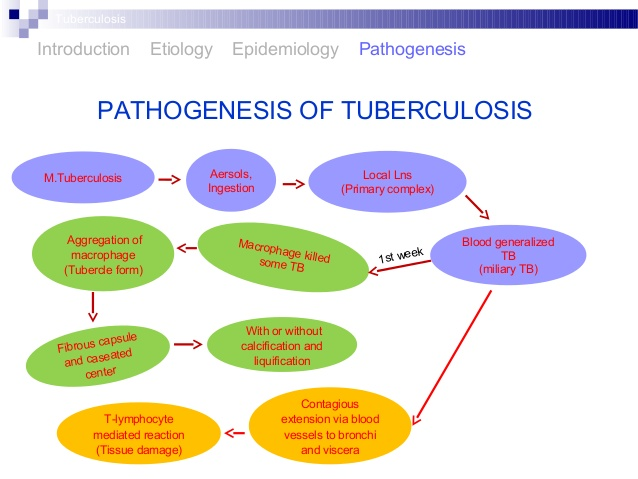 Tuberculosis
Introduction Etiology Epidemiology Pathogenesis
PATHOGENESIS OF TUBERCULOSIS
M.Tuberculosis
Aersols,
Ingestion
Local Lns
(Primary complex)
Blood generalized
TB
(miliary TB)
1st week
Macrophage killed
some TB
Aggregation of
macrophage
(Tubercle form)
Fibrous capsule
and caseated
center
With or without
calcification and
liquification
Contagious
extension via blood
vessels to bronchi
and viscera
T-lymphocyte
mediated reaction
(Tissue damage)